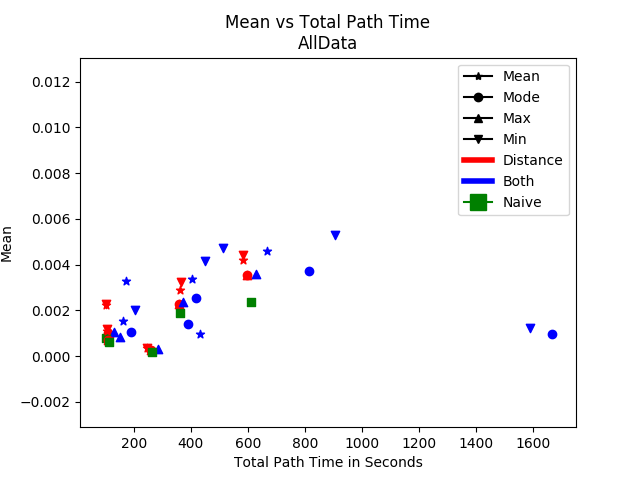 Mean vs Total Path Time
AllData
0.012
0.010
0.008
0.006
0.004
0.002
0.000
−0.002
Mean
Mean
Mode
Max
Min
Distance
Both
Naive
200 400 600 800 1000 1200 1400 1600
Total Path Time in Seconds